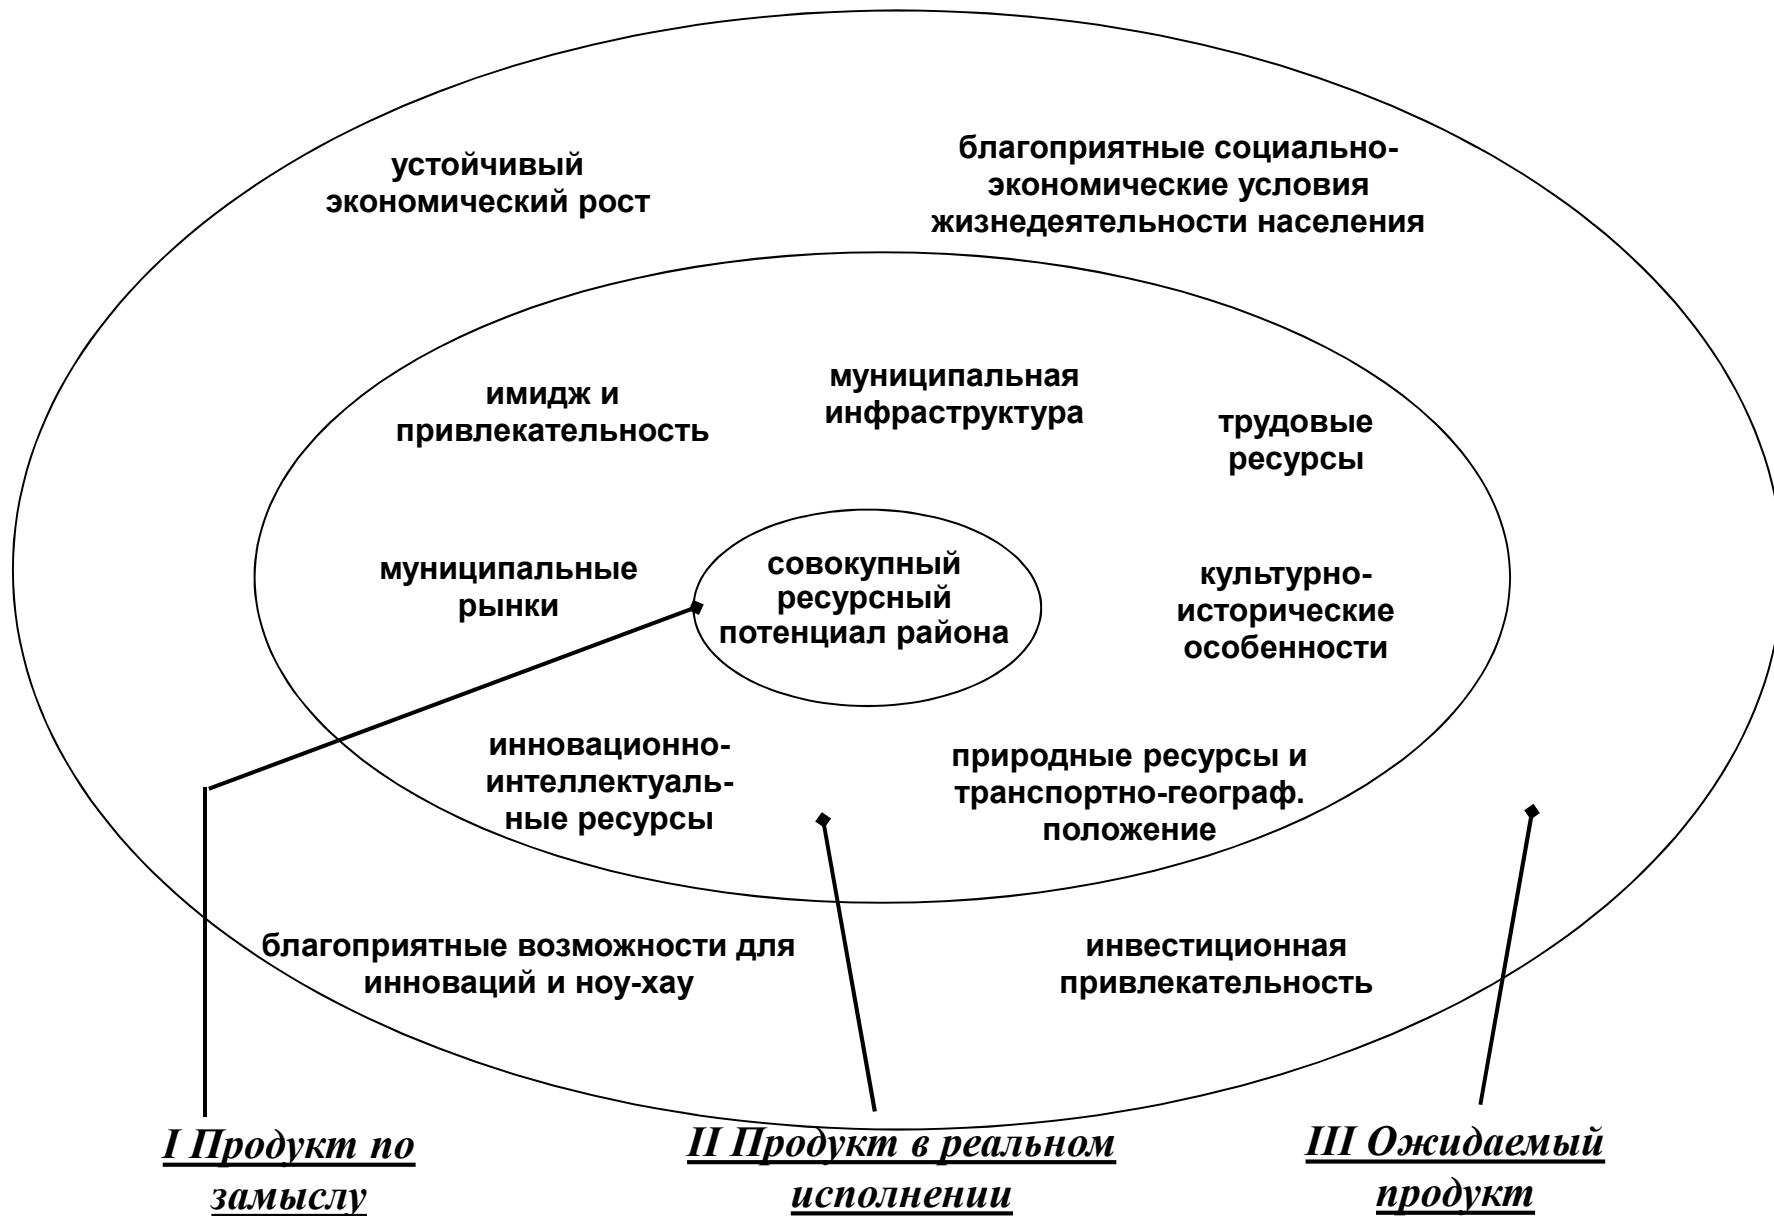 устойчивый
экономический рост
благоприятные социально-
экономические условия
жизнедеятельности населения
имидж и
привлекательность
муниципальная
инфраструктура
трудовые
ресурсы
муниципальные
рынки
совокупный
ресурсный
потенциал района
культурно-
исторические
особенности
инновационно-
интеллектуаль-
ные ресурсы
природные ресурсы и
транспортно-географ.
положение
благоприятные возможности для
инноваций и ноу-хау
инвестиционная
привлекательность
I Продукт по
замыслу
II Продукт в реальном
исполнении
III Ожидаемый
продукт